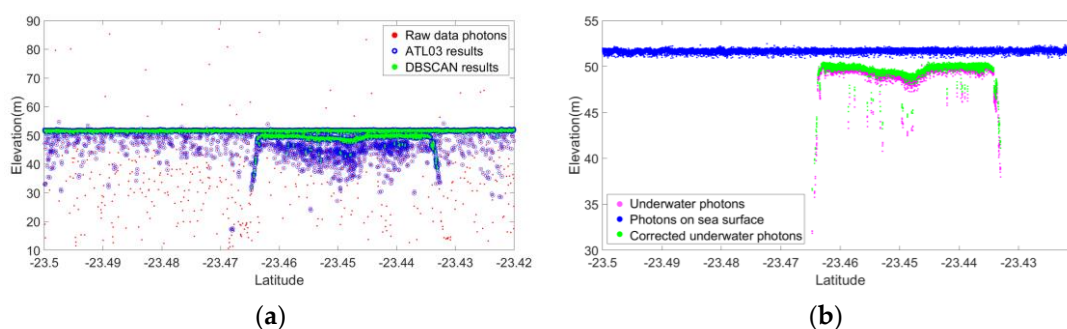 90
80
70
60
50
40
30
20
10
Elevation(m)
Raw data photons
ATL03 results
DBSCAN results
-23.5 -23.49 -23.48 -23.47 -23.46 -23.45 -23.44 -23.43 -23.42
Latitude
(a)
55
50
45
40
35
30
Elevation(m)
Underwater photons
Photons on sea surface
Corrected underwater photons
-23.5 -23.49 -23.48 -23.47 -23.46 -23.45 -23.44 -23.43
Latitude
(b)